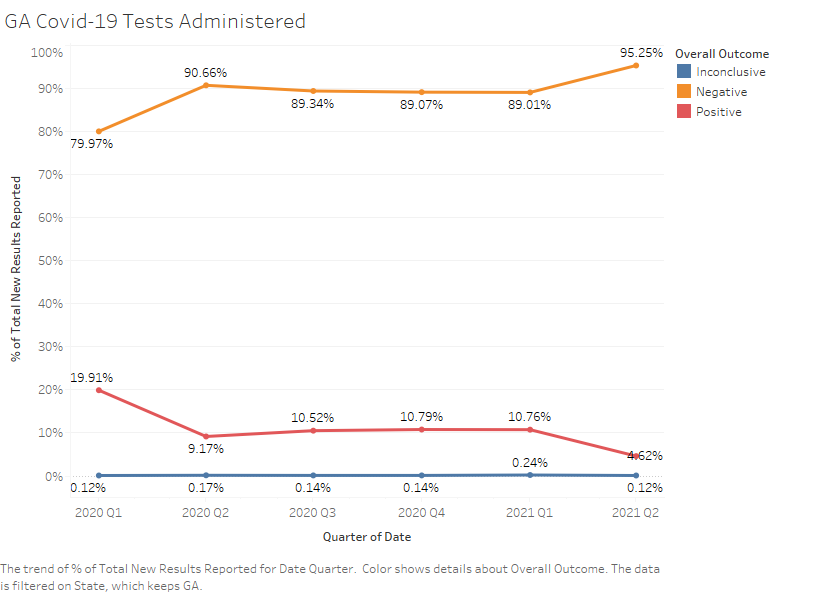 GA Covid-19 Tests Administered
100%
90%
80%
70%
60%
50%
40%
30%
20%
10%
0%
% of Total New Results Reported
79.97%
90.66%
89.34%
89.07%
89.01%
95.25%
19.91%
9.17%
10.52%
10.79%
10.76%
4.62%
0.12%
0.17%
0.14%
0.14%
0.24%
0.12%
2020 Q1
2020 Q2
2020 Q3
2020 Q4
2021 Q1
2021 Q2
Quarter of Date
Overall Outcome
Inconclusive
Negative
Positive
The trend of % of Total New Results Reported for Date Quarter.  Color shows details about Overall Outcome. The data
is filtered on State, which keeps GA.